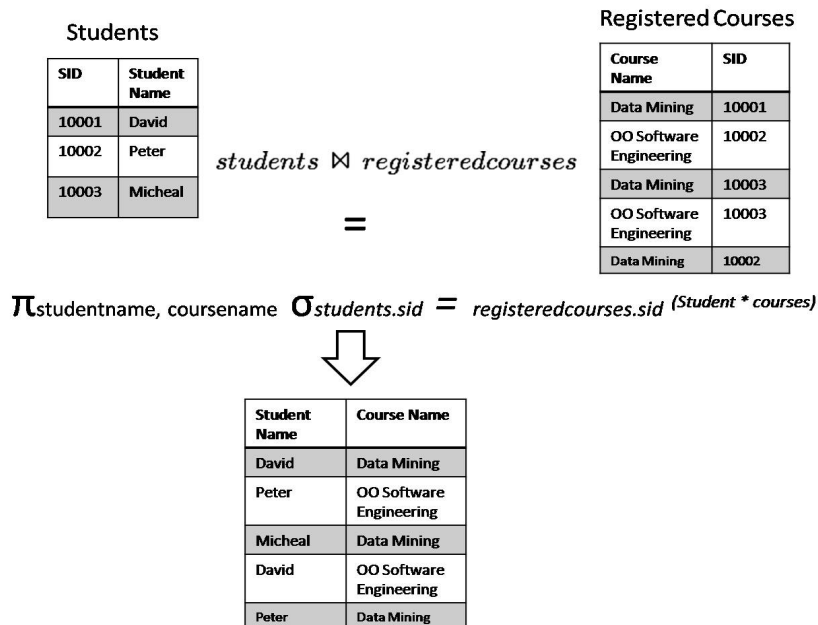 Students
SID Student
Name
10001 David
10002 Peter
10003 Micheal
students ⋈ registeredcourses
=
Registered Courses
Course
Name SID
Data Mining 10001
OO Software
Engineering 10002
Data Mining 10003
OO Software
Engineering 10003
Data Mining 10002
πstudentname, coursename σstudents.sid = registeredcourses.sid (Student * courses)
Student
Name Course Name
David Data Mining
Peter OO Software
Engineering
Micheal Data Mining
David OO Software
Engineering
Peter Data Mining